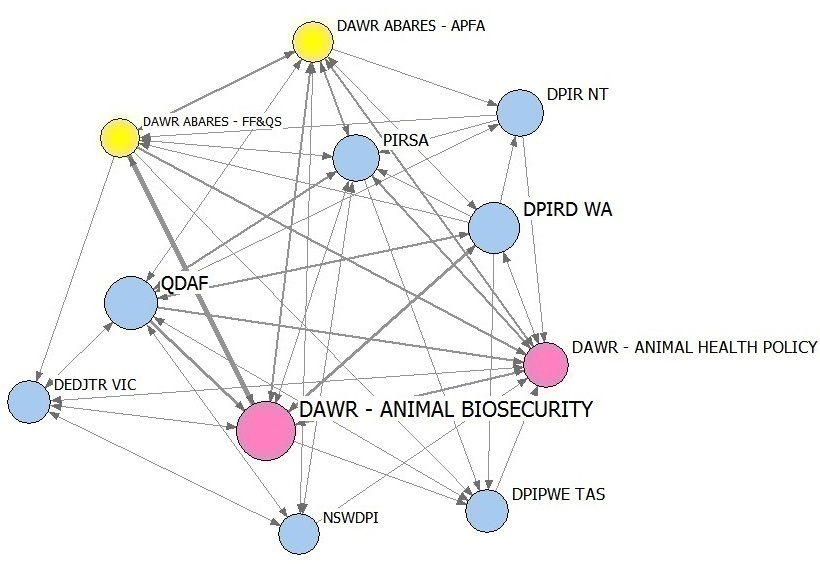 DAWR ABARES - APFA
DPIR NT
DAWR ABARES - FF&QS
PIRSA
DPIRD WA
QDAF
DAWR - ANIMAL HEALTH POLICY
DEDJTR VIC
DAWR - ANIMAL BIOSECURITY
DPIPWE TAS
NSWDPI